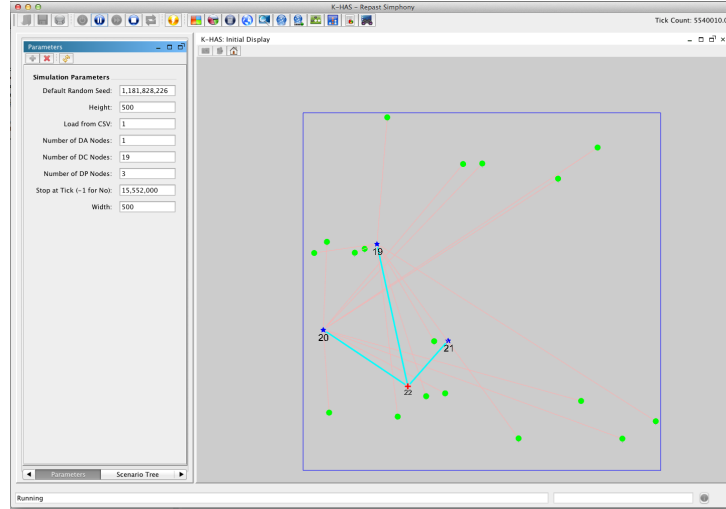 K-HAS - Repast Simphony
Tick Count: 5540010.0
Parameters
Simulation Parameters
Default Random Seed: 1,181,828,226
Height: 500
Load from CSV: 1
Number of DA Nodes: 1
Number of DC Nodes: 19
Number of DP Nodes: 3
Stop at Tick (-1 for No): 15,552,000
Width: 500
Parameters Scenario Tree
K-HAS: Initial Display
19
20
21
22
Running